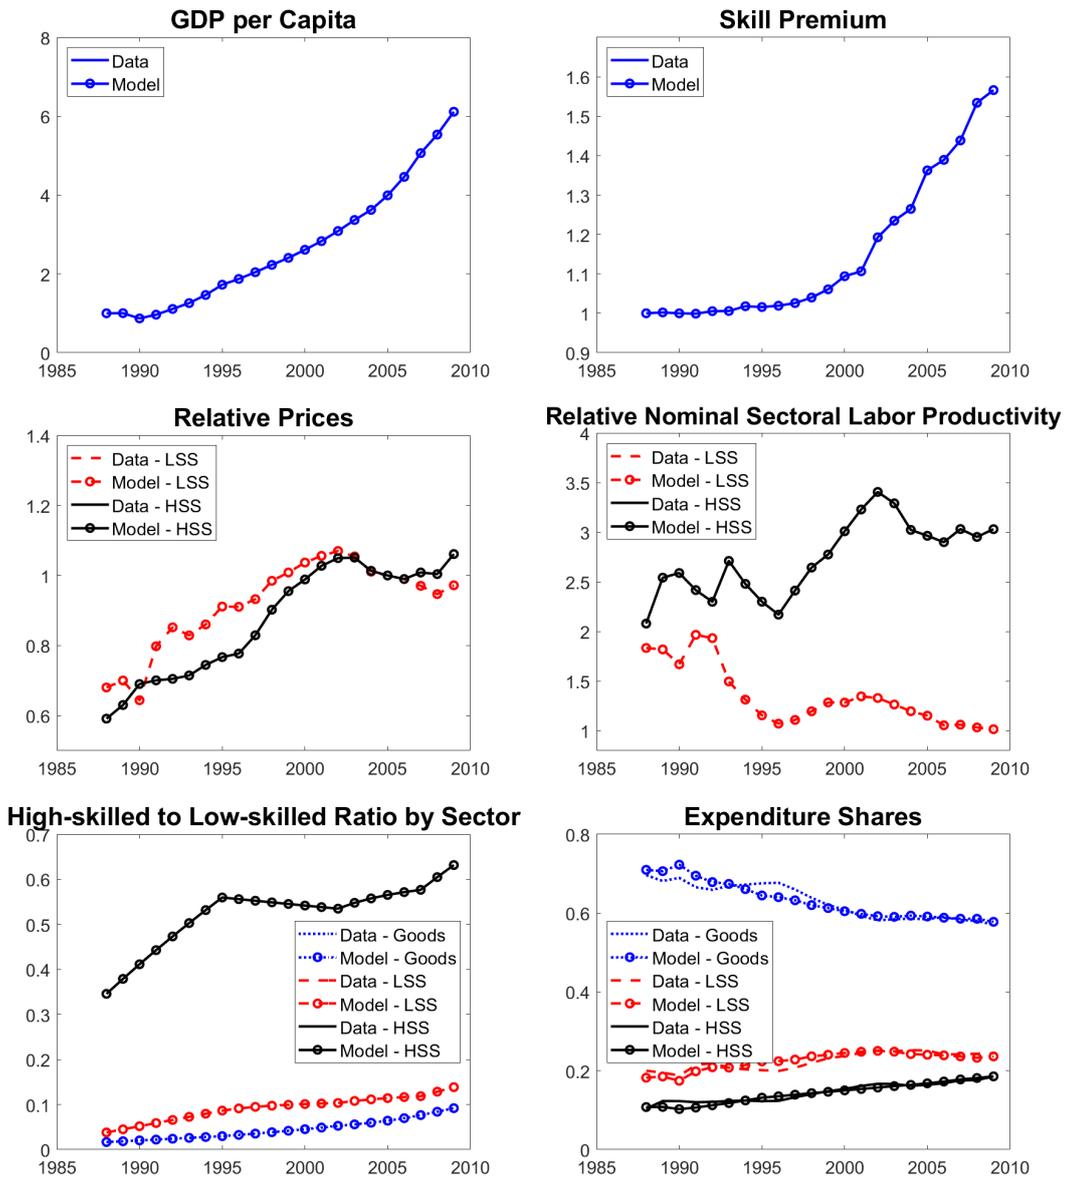 GDP per Capita
8
6
4
2
0
1985 1990 1995 2000 2005 2010
Data
Model
Skill Premium
1.6
1.5
1.4
1.3
1.2
1.1
1
0.9
1985 1990 1995 2000 2005 2010
Data
Model
Relative Prices
1.4
1.2
1
0.8
0.6
1985 1990 1995 2000 2005 2010
Data - LSS
Model - LSS
Data - HSS
Model - HSS
Relative Nominal Sectoral Labor Productivity
4
3.5
3
2.5
2
1.5
1
1985 1990 1995 2000 2005 2010
Data - LSS
Model - LSS
Data - HSS
Model - HSS
High-skilled to Low-skilled Ratio by Sector
0.7
0.6
0.5
0.4
0.3
0.2
0.1
0
1985 1990 1995 2000 2005 2010
Data - Goods
Model - Goods
Data - LSS
Model - LSS
Data - HSS
Model - HSS
Expenditure Shares
0.8
0.6
0.4
0.2
0
1985 1990 1995 2000 2005 2010
Data - Goods
Model - Goods
Data - LSS
Model - LSS
Data - HSS
Model - HSS